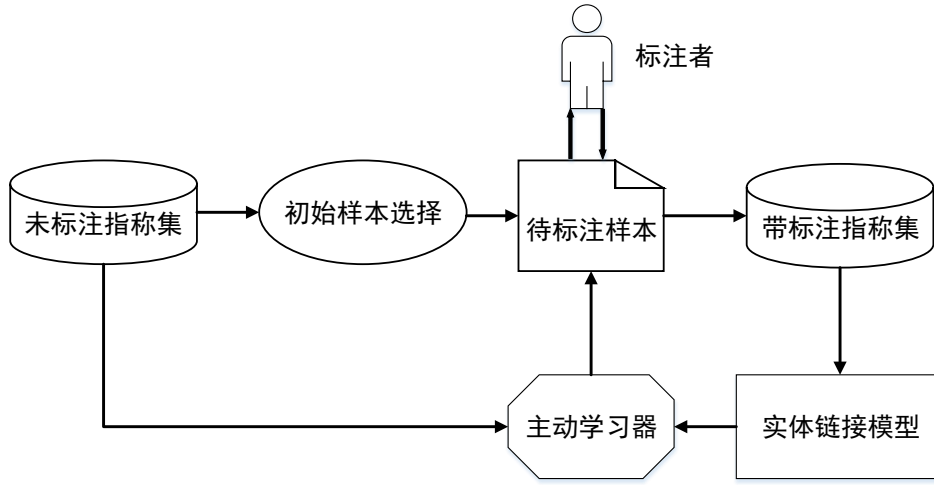 标注者
未标注指称集
初始样本选择
待标注样本
带标注指称集
主动学习器
实体链接模型